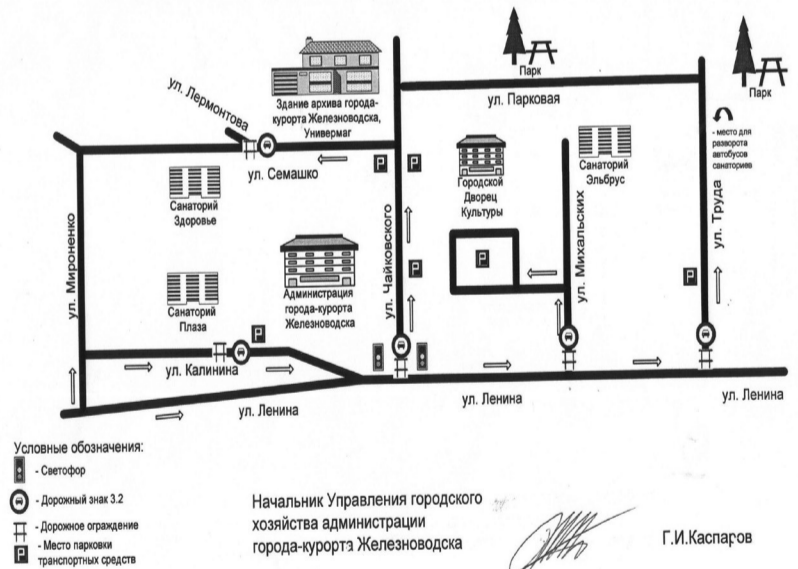 Парк
Парк
ул. Парковая
ул. Лермонтова
Здание архива города-
курорта Железноводска,
Универмаг
- место для
разворота
автобусов
санаториев
ул. Семашко
P
P
Городской
Дворец
Культуры
Санаторий
Эльбрус
Санаторий
Здоровье
ул. Мироненко
ул. Чайковского
ул. Михальских
ул. Труда
P
P
P
Санаторий
Плаза
Администрация
города-курорта
Железноводска
P
ул. Калинина
ул. Ленина
ул. Ленина
ул. Ленина
Условные обозначения:
- Светофор
- Дорожный знак 3.2
- Дорожное ограждение
P - Место парковки
транспортных средств
Начальник Управления городского
хозяйства администрации
города-курорта Железноводска
Г.И.Каспаров